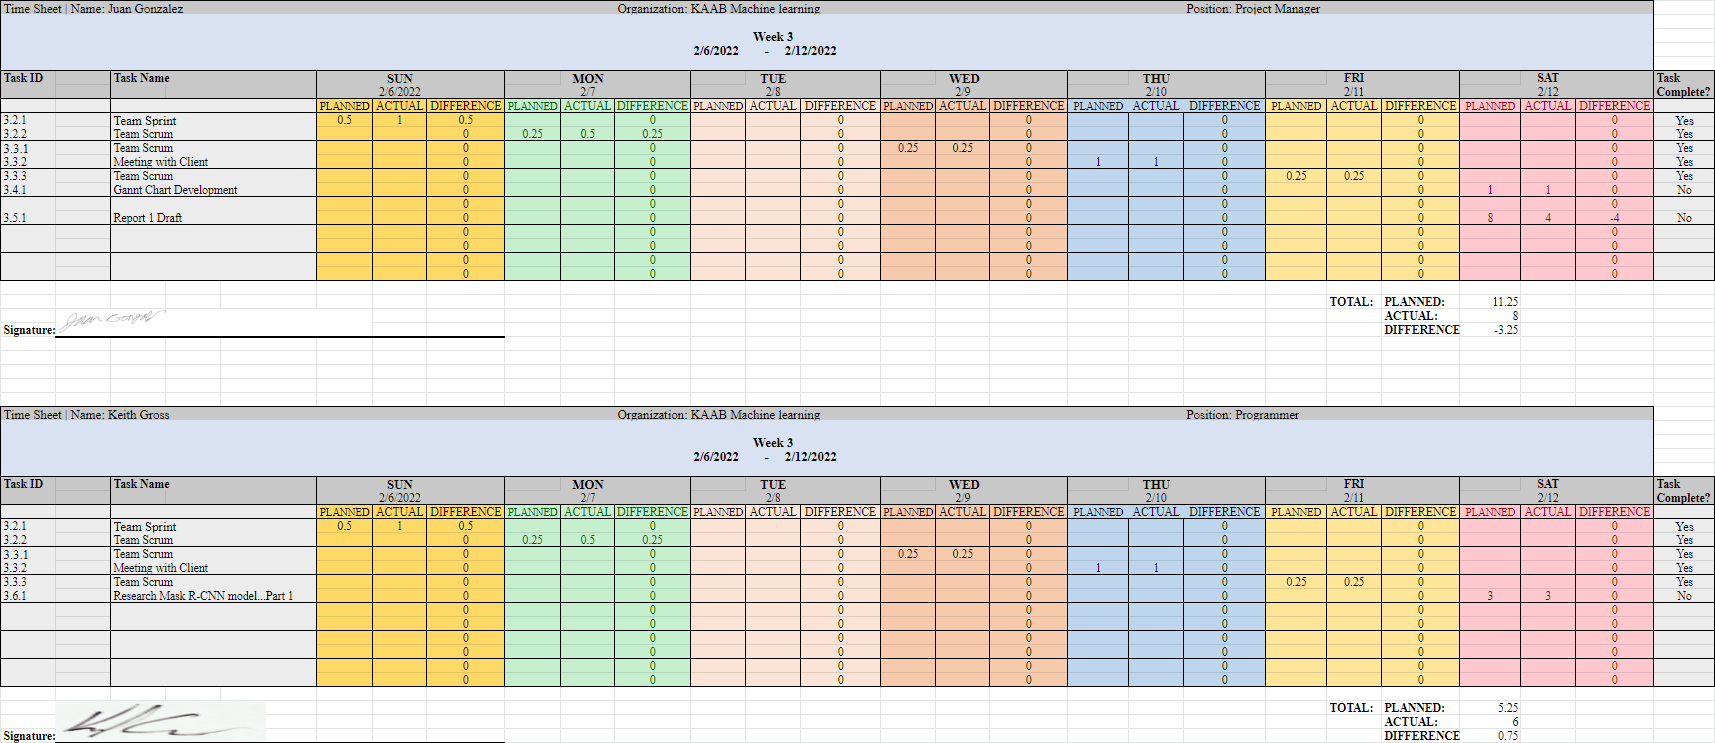 Time Sheet | Name: Juan Gonzalez Organization: KAAB Machine learning Position: Project Manager
Week 3
2/6/2022 - 2/12/2022
Task ID Task Name SUN MON TUE WED THU FRI SAT Task
2/6/2022 2/7 2/8 2/9 2/10 2/11 2/12 Complete?
PLANNED ACTUAL DIFFERENCE PLANNED ACTUAL DIFFERENCE PLANNED ACTUAL DIFFERENCE PLANNED ACTUAL DIFFERENCE PLANNED ACTUAL DIFFERENCE PLANNED ACTUAL DIFFERENCE PLANNED ACTUAL DIFFERENCE
3.2.1 Team Sprint 0.5 1 0.5 0 0 0 0 0 0 Yes
3.2.2 Team Scrum 0 0.25 0.5 0.25 0 0 0 0 0 Yes
3.3.1 Team Scrum 0 0 0 0.25 0.25 0 0 0 0 Yes
3.3.2 Meeting with Client 0 0 0 0 1 1 0 0 0 Yes
3.3.3 Team Scrum 0 0 0 0 0 0.25 0.25 0 0 Yes
3.4.1 Gannt Chart Development 0 0 0 0 0 0 1 1 0 No
0 0 0 0 0 0 0
3.5.1 Report 1 Draft 0 0 0 0 0 0 8 4 -4 No
0 0 0 0 0 0 0
0 0 0 0 0 0 0
0 0 0 0 0 0 0
0 0 0 0 0 0 0
TOTAL: PLANNED: 11.25
ACTUAL: 8
Signature: DIFFERENCE -3.25
Time Sheet | Name: Keith Gross Organization: KAAB Machine learning Position: Programmer
Week 3
2/6/2022 - 2/12/2022
Task ID Task Name SUN MON TUE WED THU FRI SAT Task
2/6/2022 2/7 2/8 2/9 2/10 2/11 2/12 Complete?
PLANNED ACTUAL DIFFERENCE PLANNED ACTUAL DIFFERENCE PLANNED ACTUAL DIFFERENCE PLANNED ACTUAL DIFFERENCE PLANNED ACTUAL DIFFERENCE PLANNED ACTUAL DIFFERENCE PLANNED ACTUAL DIFFERENCE
3.2.1 Team Sprint 0.5 1 0.5 0 0 0 0 0 0 Yes
3.2.2 Team Scrum 0 0.25 0.5 0.25 0 0 0 0 0 Yes
3.3.1 Team Scrum 0 0 0 0.25 0.25 0 0 0 0 Yes
3.3.2 Meeting with Client 0 0 0 0 1 1 0 0 0 Yes
3.3.3 Team Scrum 0 0 0 0 0 0.25 0.25 0 0 Yes
3.6.1 Research Mask R-CNN model...Part 1 0 0 0 0 0 0 3 3 0 No
0 0 0 0 0 0 0
0 0 0 0 0 0 0
0 0 0 0 0 0 0
0 0 0 0 0 0 0
0 0 0 0 0 0 0
0 0 0 0 0 0 0
TOTAL: PLANNED: 5.25
ACTUAL: 6
Signature: DIFFERENCE 0.75